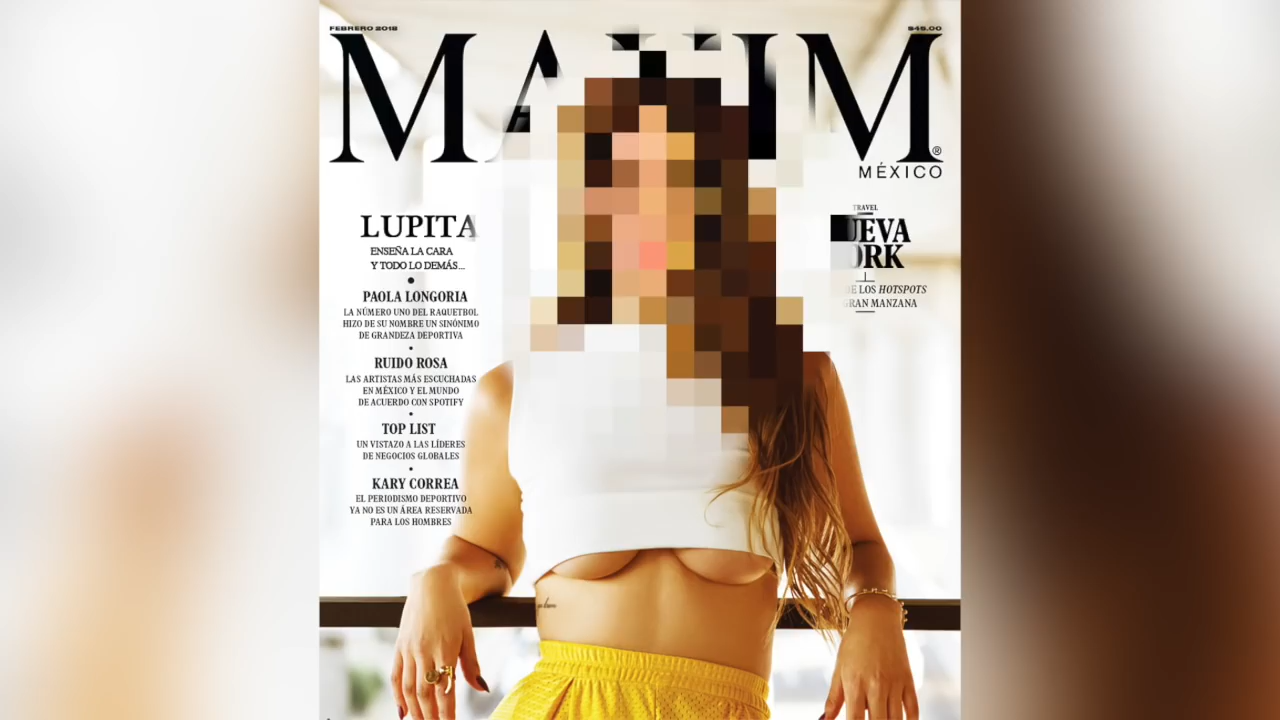 FEBRERO 2018
$45.00
MÉXICO
LUPITA
ENSEÑA LA CARA
Y TODO LO DEMÁS...
PAOLA LONGORIA
LA NÚMERO UNO DEL RAQUETBOL
HIZO DE SU NOMBRE UN SINÓNIMO
DE GRANDEZA DEPORTIVA
RUIDO ROSA
LAS ARTISTAS MÁS ESCUCHADAS
EN MÉXICO Y EL MUNDO
DE ACUERDO CON SPOTIFY
TOP LIST
UN VISTAZO A LAS LÍDERES
DE NEGOCIOS GLOBALES
KARY CORREA
EL PERIODISMO DEPORTIVO
YA NO ES UN ÁREA RESERVADA
PARA LOS HOMBRES
TRAVEL
LOS HOTSPOTS
GRAN MANZANA